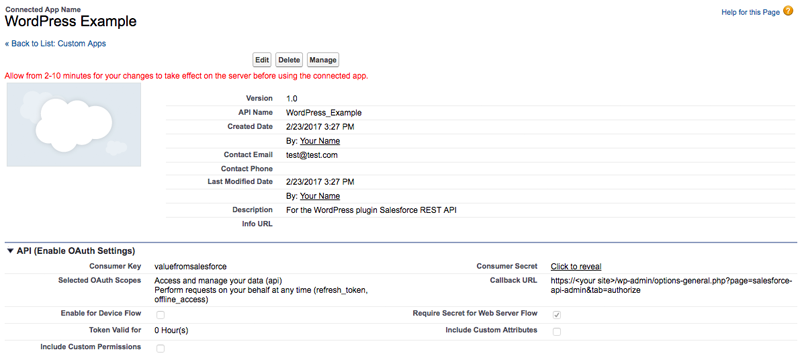 Connected App Name
WordPress Example
Help for this Page ?
« Back to List: Custom Apps
Edit Delete Manage
Allow from 2-10 minutes for your changes to take effect on the server before using the connected app.
Version 1.0
API Name WordPress_Example
Created Date 2/23/2017 3:27 PM
By: Your Name
Contact Email test@test.com
Contact Phone
Last Modified Date 2/23/2017 3:27 PM
By: Your Name
Description For the WordPress plugin Salesforce REST API
Info URL
API (Enable OAuth Settings)
Consumer Key valuefromsalesforce
Consumer Secret Click to reveal
Selected OAuth Scopes Access and manage your data (api)
Perform requests on your behalf at any time (refresh_token,
offline_access)
Callback URL https://<your site>/wp-admin/options-general.php?page=salesforce-
api-admin&tab=authorize
Enable for Device Flow
Require Secret for Web Server Flow
Token Valid for 0 Hour(s)
Include Custom Attributes
Include Custom Permissions